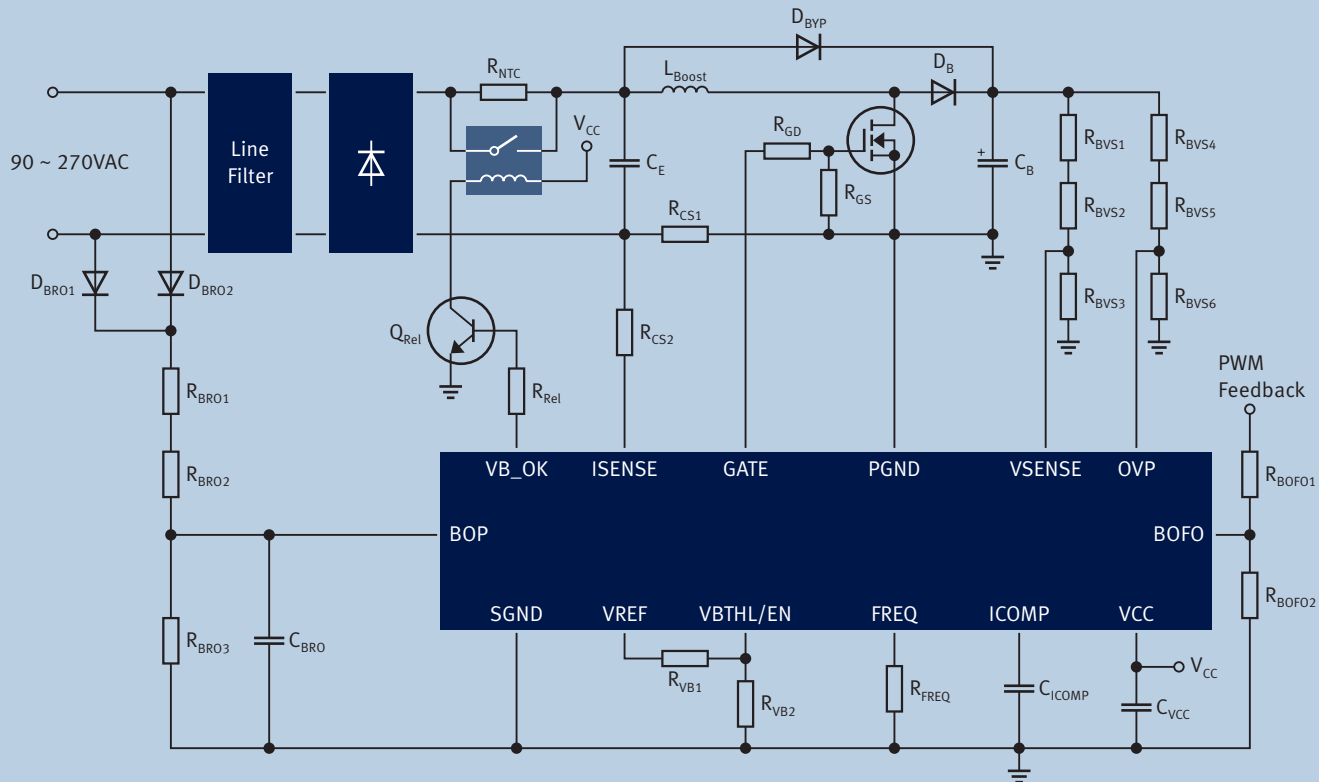 D_BYP
R_NTC
L_Boost
D_B
V_CC
R_GD
90 ~ 270VAC
Line
Filter
C_E
R_GS
C_B
R_BVS1
R_BVS4
R_CS1
R_BVS2
R_BVS5
D_BRO1
D_BRO2
R_BVS3
R_BVS6
Q_Rel
R_CS2
PWM
Feedback
R_BRO1
R_Rel
VB_OK
ISENSE
GATE
PGND
VSENSE
OVP
R_BRO2
R_BOFO1
BOP
BOFO
R_BOFO2
SGND
VREF
VBTHL/EN
FREQ
ICOMP
VCC
R_BRO3
C_BRO
R_VB1
V_CC
R_VB2
R_FREQ
C_ICOMP
C_VCC
+